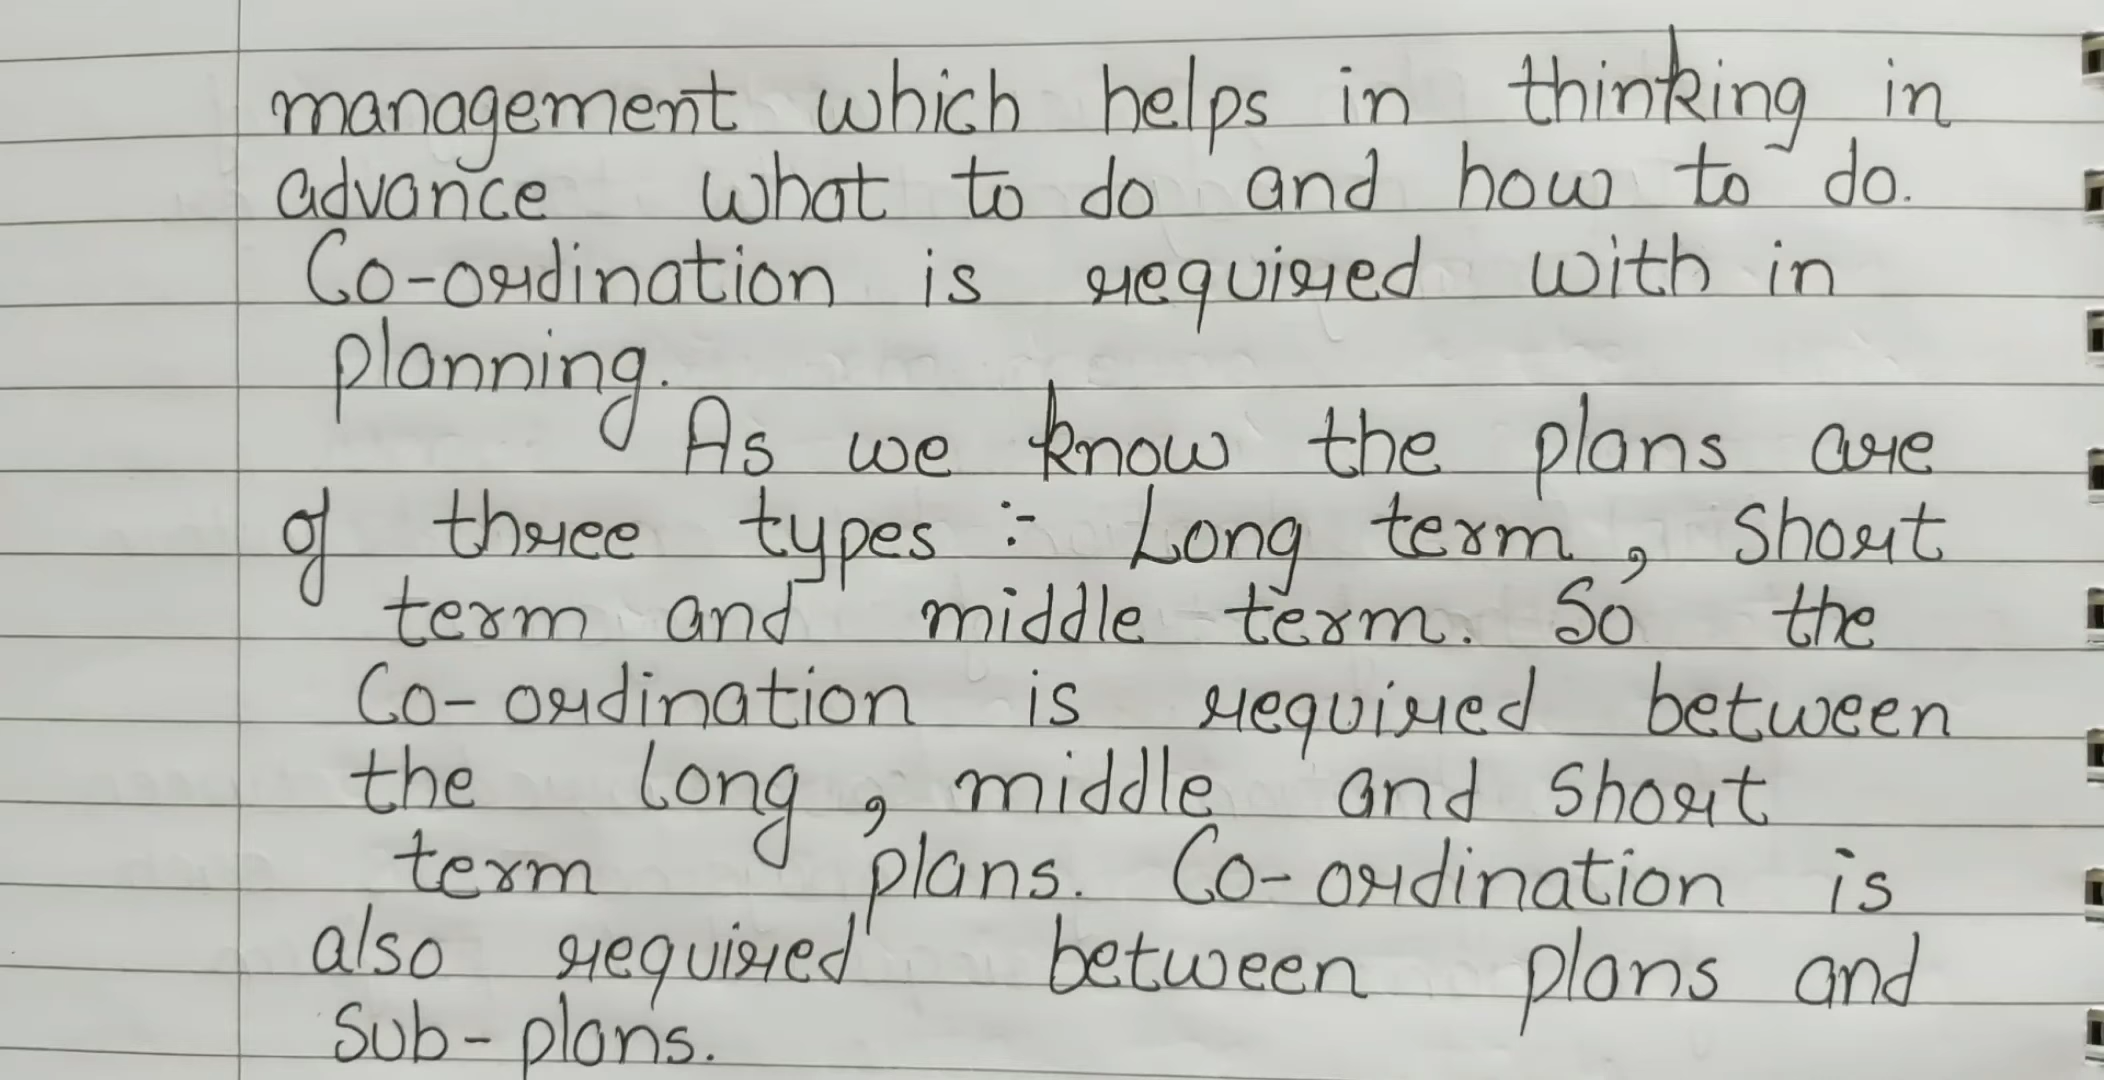 management which helps in thinking in
advance what to do and how to do.
Co-ordination is required with in
planning.
As we know the plans are
of three types :- Long term, Short
term and middle term. So the
Co-ordination is required between
the long, middle and short
term plans. Co-ordination is
also required between plans and
Sub-plans.